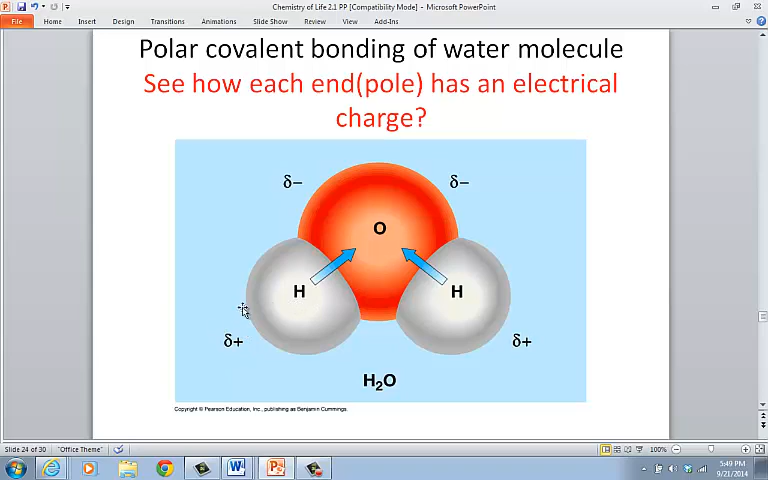 Chemistry of Life 2.1 PP [Compatibility Mode] - Microsoft PowerPoint
File Home Insert Design Transitions Animations Slide Show Review View
Polar covalent bonding of water molecule
See how each end(pole) has an electrical
charge?
δ− δ−
O
H H
δ+ δ+
H₂O
Copyright © Pearson Education, Inc., publishing as Benjamin Cummings.
Slide 24 of 30 "Office Theme" 100%
5:49 PM
9/21/2014